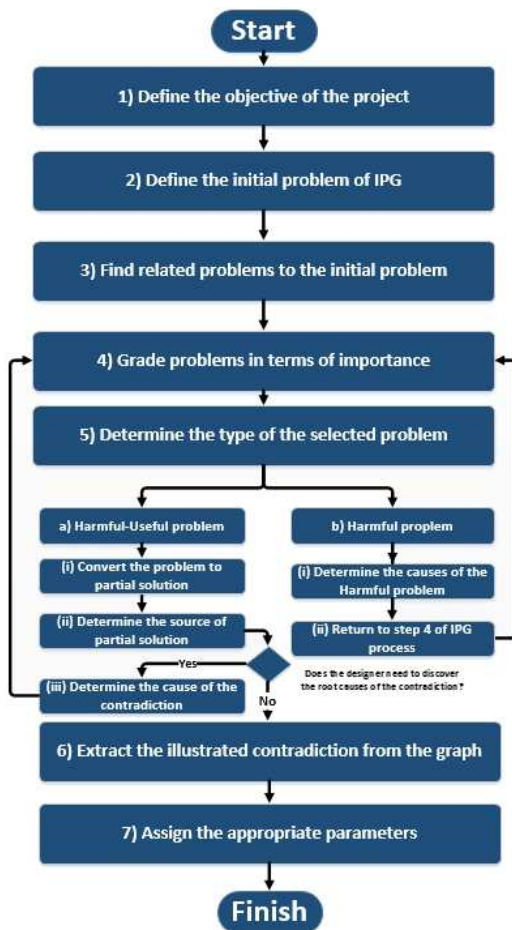 Start
1) Define the objective of the project
2) Define the initial problem of IPG
3) Find related problems to the initial problem
4) Grade problems in terms of importance
5) Determine the type of the selected problem
a) Harmful-Useful problem
(i) Convert the problem to
partial solution
(ii) Determine the source of
partial solution
Yes
(iii) Determine the cause of the
contradiction
b) Harmful proplem
(i) Determine the causes of the
Harmful problem
(ii) Return to step 4 of IPG
process
Does the designer need to discover
the root causes of the contradiction?
No
6) Extract the illustrated contradiction from the graph
7) Assign the appropriate parameters
Finish